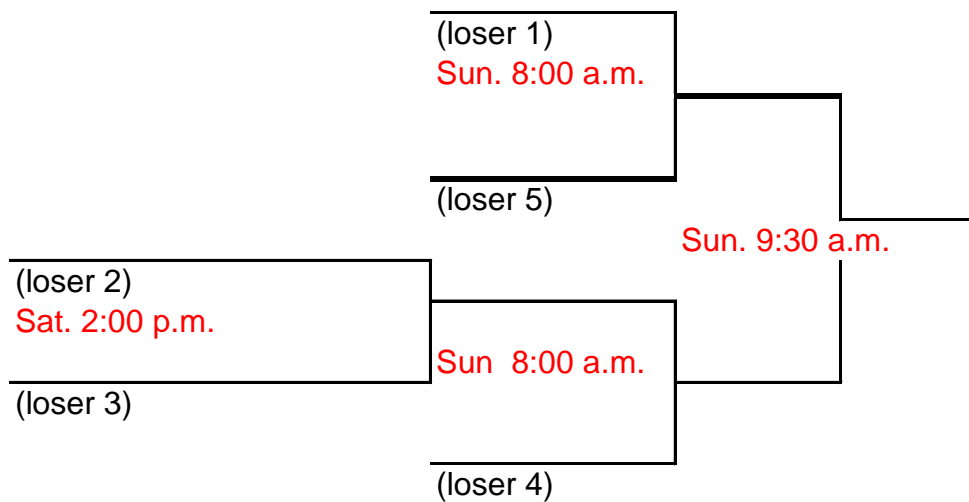 (loser 1)
Sun. 8:00 a.m.
(loser 5)
Sun. 9:30 a.m.
(loser 2)
Sat. 2:00 p.m.
Sun  8:00 a.m.
(loser 3)
(loser 4)